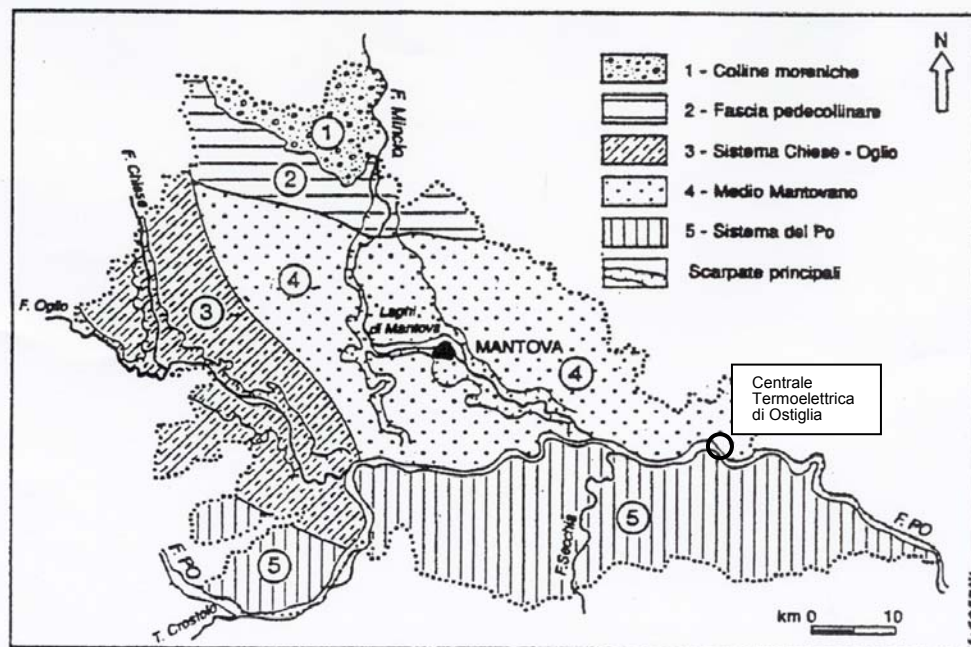 N
1 - Colline moreniche
2 - Fascia pedecollinare
3 - Sistema Chiese - Oglio
4 - Medio Mantovano
5 - Sistema del Po
Scarpate principali
F. Mincio
1
2
F. Chiese
4
F. Oglio
3
Laghi
di Mantova
MANTOVA
4
Centrale
Termoelettrica
di Ostiglia
5
F. Secchia
F. PO
5
F. PO
T. Crostolo
km 0 10